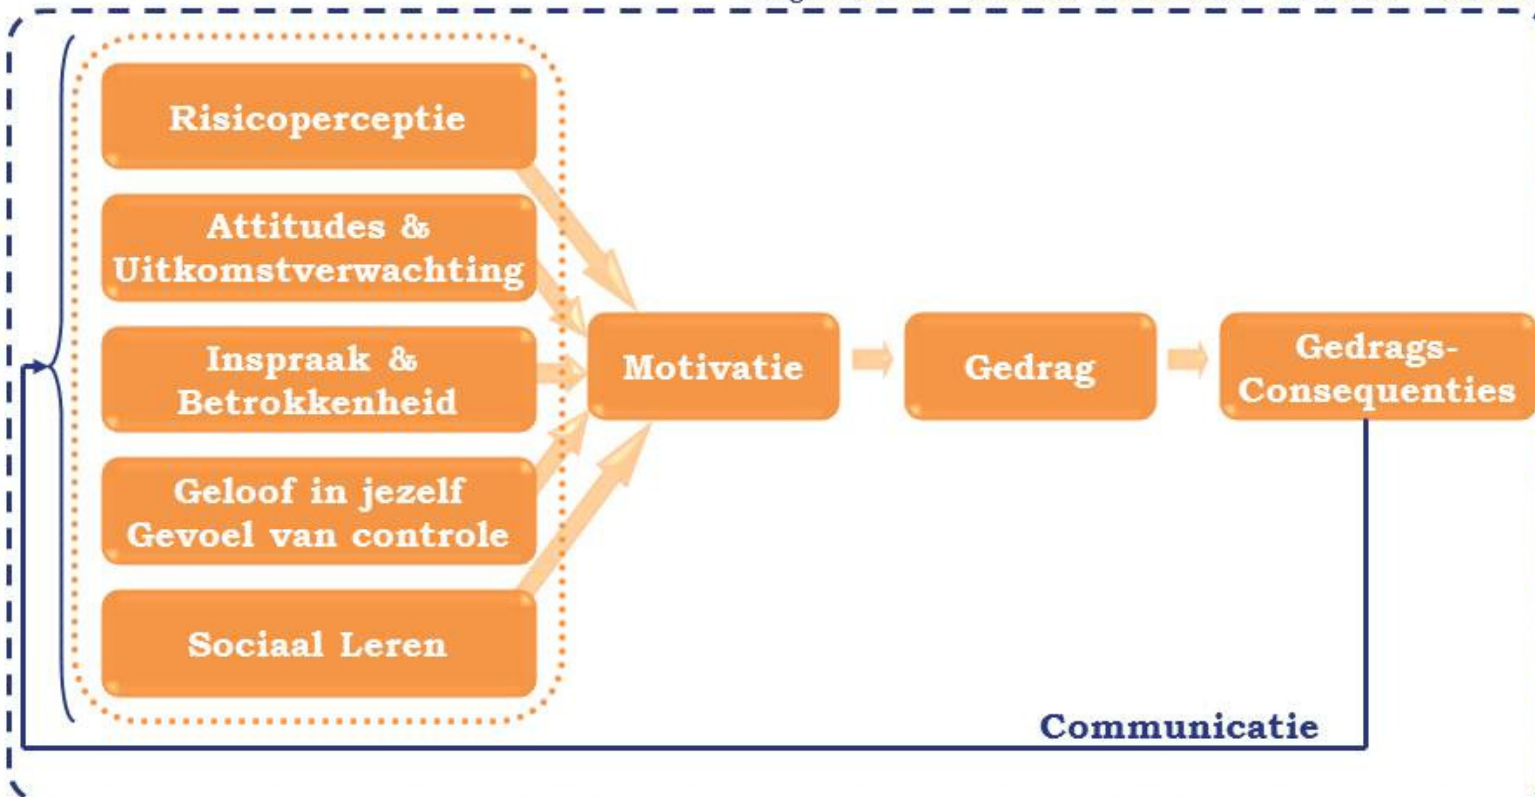 Risicoperceptie
Attitudes &
Uitkomstverwachting
Inspraak &
Betrokkenheid
Geloof in jezelf
Gevoel van controle
Sociaal Leren
Motivatie
Gedrag
Gedrags-
Consequenties
Communicatie